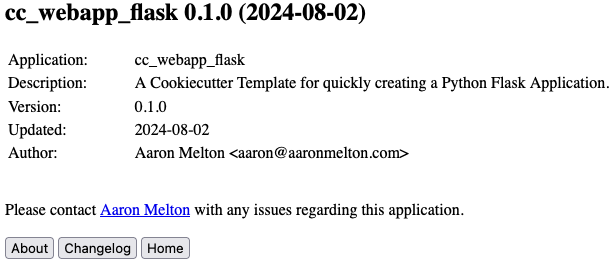 cc_webapp_flask 0.1.0 (2024-08-02)
Application: cc_webapp_flask
Description: A Cookiecutter Template for quickly creating a Python Flask Application.
Version: 0.1.0
Updated: 2024-08-02
Author: Aaron Melton <aaron@aaronmelton.com>
Please contact Aaron Melton with any issues regarding this application.
About Changelog Home